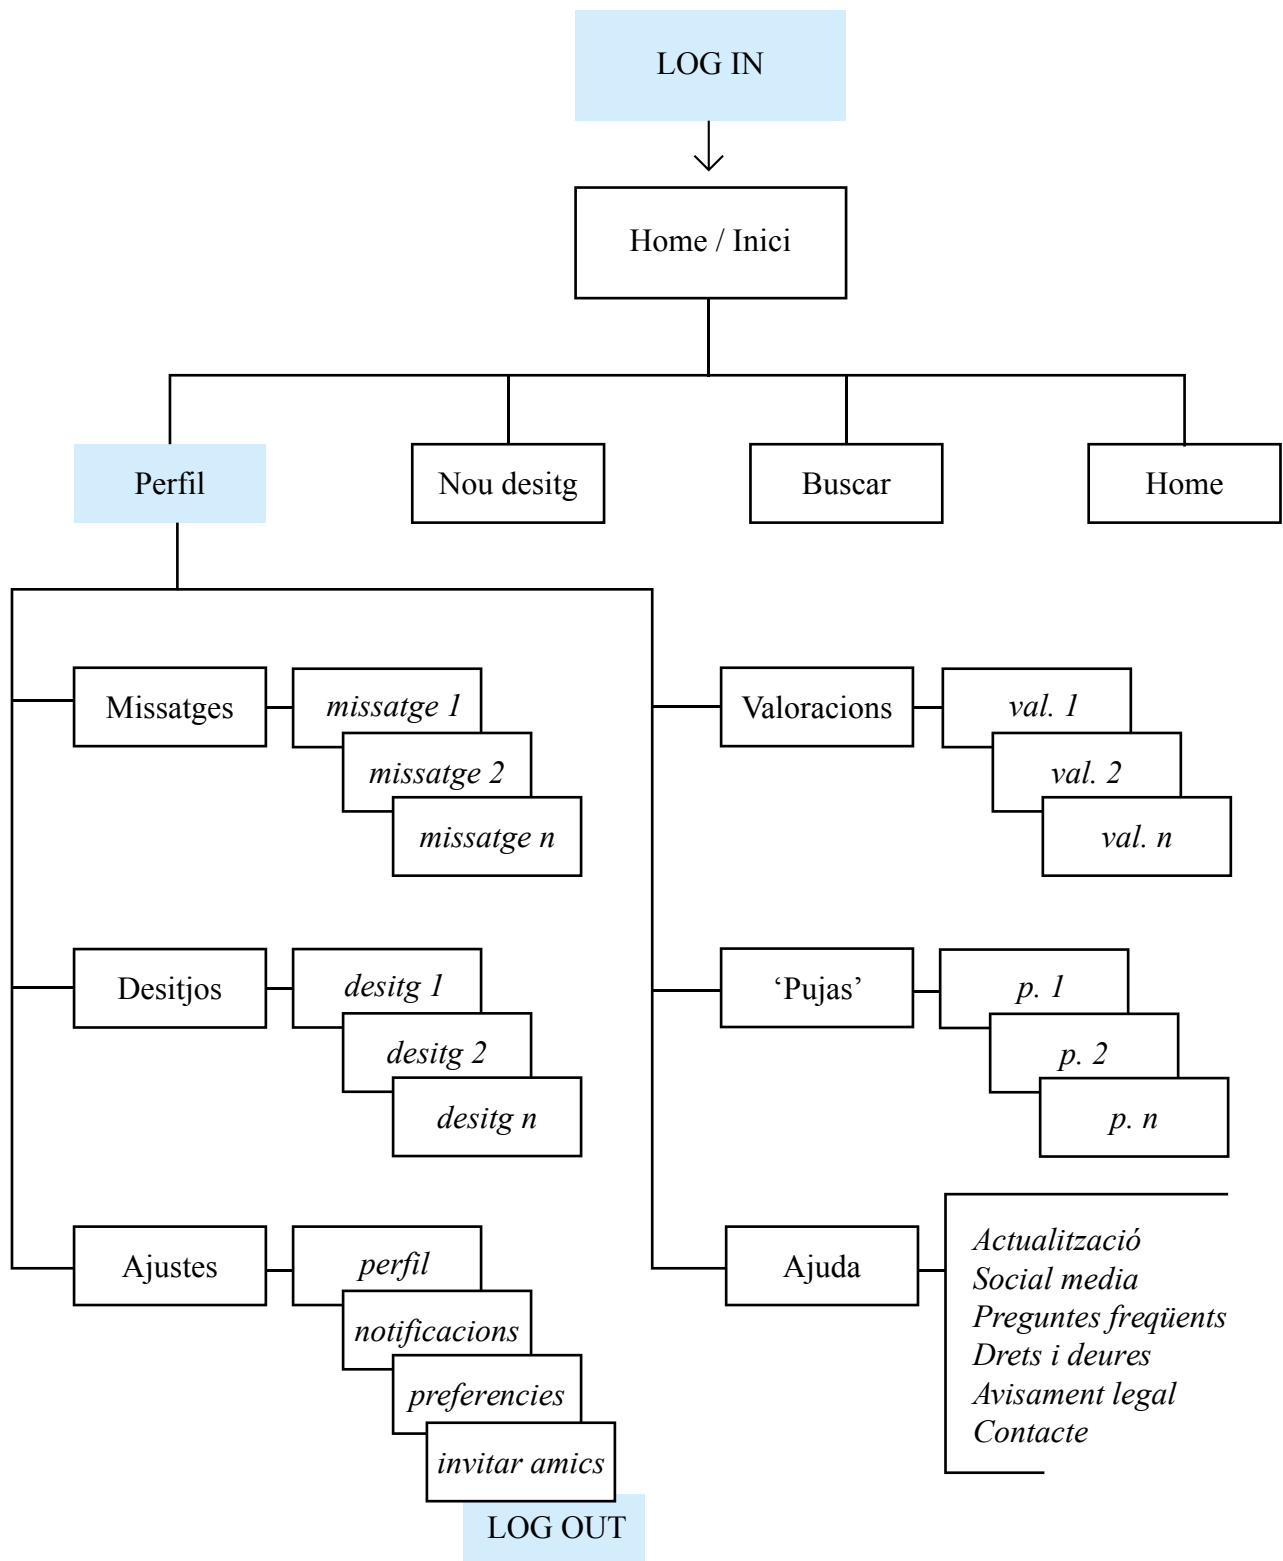 LOG IN
Home / Inici
Perfil
Nou desitg
Buscar
Home
Missatges
missatge 1
missatge 2
missatge n
Valoracions
val. 1
val. 2
val. n
Desitjos
desitg 1
desitg 2
desitg n
‘Pujas’
p. 1
p. 2
p. n
Ajustes
perfil
notificacions
preferencies
invitar amics
LOG OUT
Ajuda
Actualització
Social media
Preguntes freqüents
Drets i deures
Avisament legal
Contacte